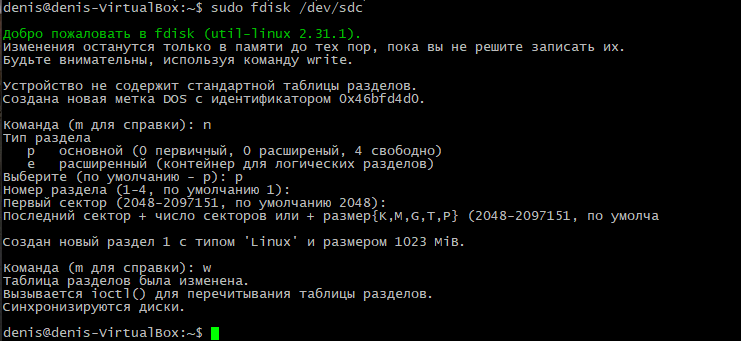 denis@denis-VirtualBox:~$ sudo fdisk /dev/sdc
Добро пожаловать в fdisk (util-linux 2.31.1).
Изменения останутся только в памяти до тех пор, пока вы не решите записать их.
Будьте внимательны, используя команду write.
Устройство не содержит стандартной таблицы разделов.
Создана новая метка DOS с идентификатором 0x46bfd4d0.
Команда (m для справки): n
Тип раздела
p основной (0 первичный, 0 расширеный, 4 свободно)
e расширенный (контейнер для логических разделов)
Выберите (по умолчанию - p): p
Номер раздела (1-4, по умолчанию 1):
Первый сектор (2048-2097151, по умолчанию 2048):
Последний сектор + число секторов или + размер{K,M,G,T,P} (2048-2097151, по умолча
Создан новый раздел 1 с типом 'Linux' и размером 1023 MiB.
Команда (m для справки): w
Таблица разделов была изменена.
Вызывается ioctl() для перечитывания таблицы разделов.
Синхронизируются диски.
denis@denis-VirtualBox:~$